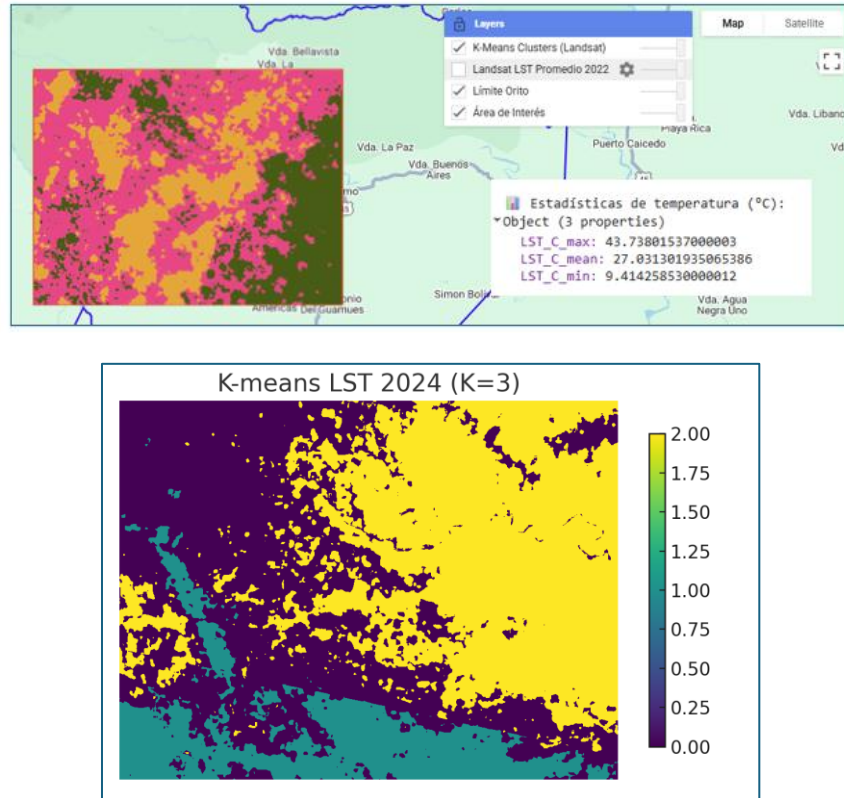 Layers
K-Means Clusters (Landsat)
Landsat LST Promedio 2022
Límite Orito
Área de Interés
Map Satellite
Vda. Bellavista
Vda. La
Vda. La Paz
Vda. Buenos
Aires
Puerto Caicedo
Playa Rica
Vda. Libano
Simon Bolí
Vda. Agua
Negra Uno
Americas Del Guamues
Estadísticas de temperatura (°C):
Object (3 properties)
LST_C_max: 43.73801537000003
LST_C_mean: 27.031301935065386
LST_C_min: 9.414258530000012
K-means LST 2024 (K=3)
2.00
1.75
1.50
1.25
1.00
0.75
0.50
0.25
0.00